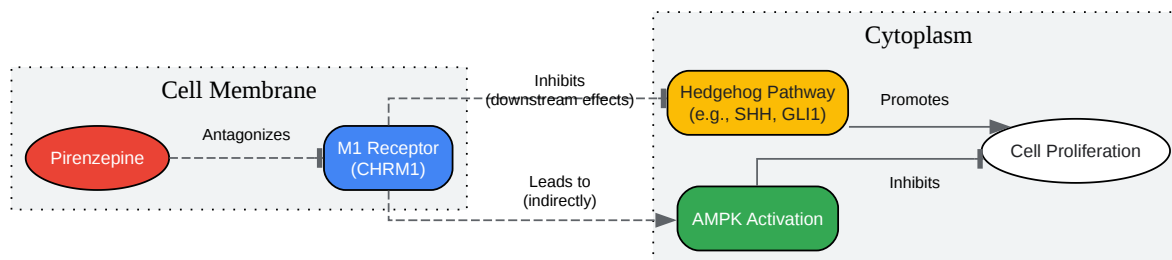 Cell Membrane
Pirenzepine
Antagonizes
M1 Receptor
(CHRM1)
Inhibits
(downstream effects)
Leads to
(indirectly)
Cytoplasm
Hedgehog Pathway
(e.g., SHH, GLI1)
Promotes
Cell Proliferation
Inhibits
AMPK Activation